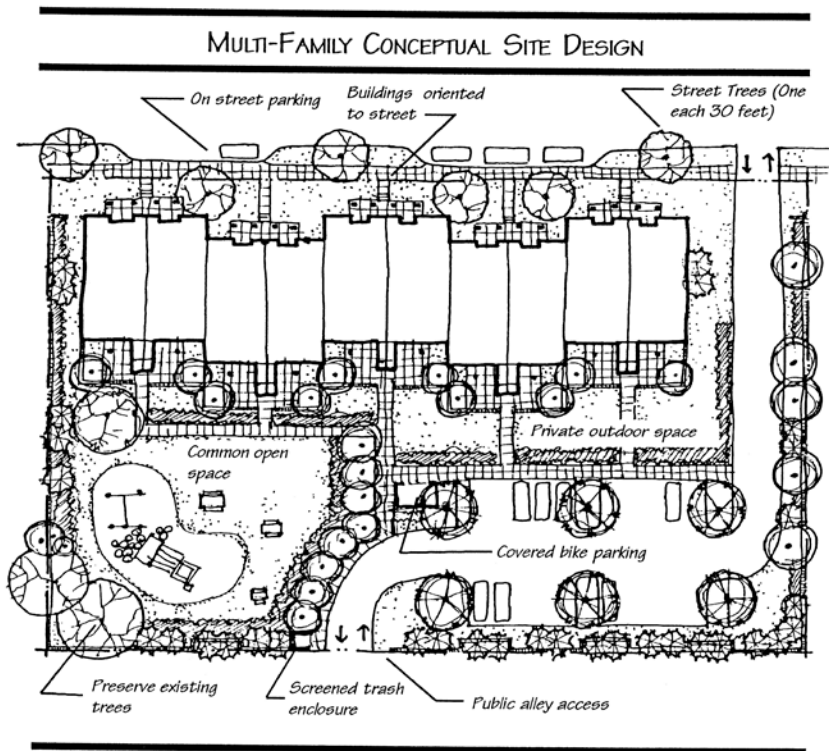 MULTI-FAMILY CONCEPTUAL SITE DESIGN
On street parking
Buildings oriented
to street
Street Trees (One
each 30 feet)
Common open
space
Private outdoor space
Covered bike parking
Preserve existing
trees
Screened trash
enclosure
Public alley access